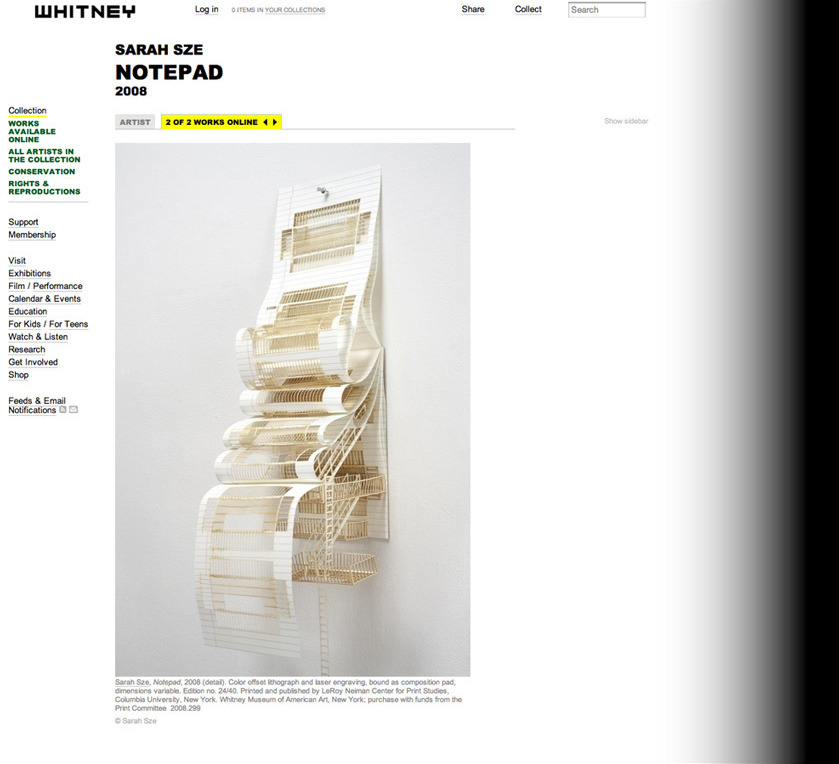 WHITNEY
Log in
0 ITEMS IN YOUR COLLECTIONS
Share
Collect
Search
SARAH SZE
NOTEPAD
2008
Collection
WORKS
AVAILABLE
ONLINE
ALL ARTISTS IN
THE COLLECTION
CONSERVATION
RIGHTS &
REPRODUCTIONS
Support
Membership
Visit
Exhibitions
Film / Performance
Calendar & Events
Education
For Kids / For Teens
Watch & Listen
Research
Get Involved
Shop
Feeds & Email
Notifications
ARTIST
2 OF 2 WORKS ONLINE
Show sidebar
Sarah Sze, Notepad, 2008 (detail). Color offset lithograph and laser engraving, bound as composition pad,
dimensions variable. Edition no. 24/40. Printed and published by LeRoy Neiman Center for Print Studies,
Columbia University, New York. Whitney Museum of American Art, New York; purchase with funds from the
Print Committee 2008.299
© Sarah Sze